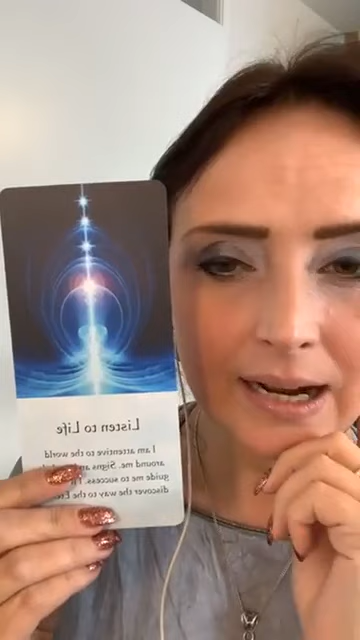 Listen to Life
I am attentive to the world
around me. Signs
guide me to success. I
discover the way to the